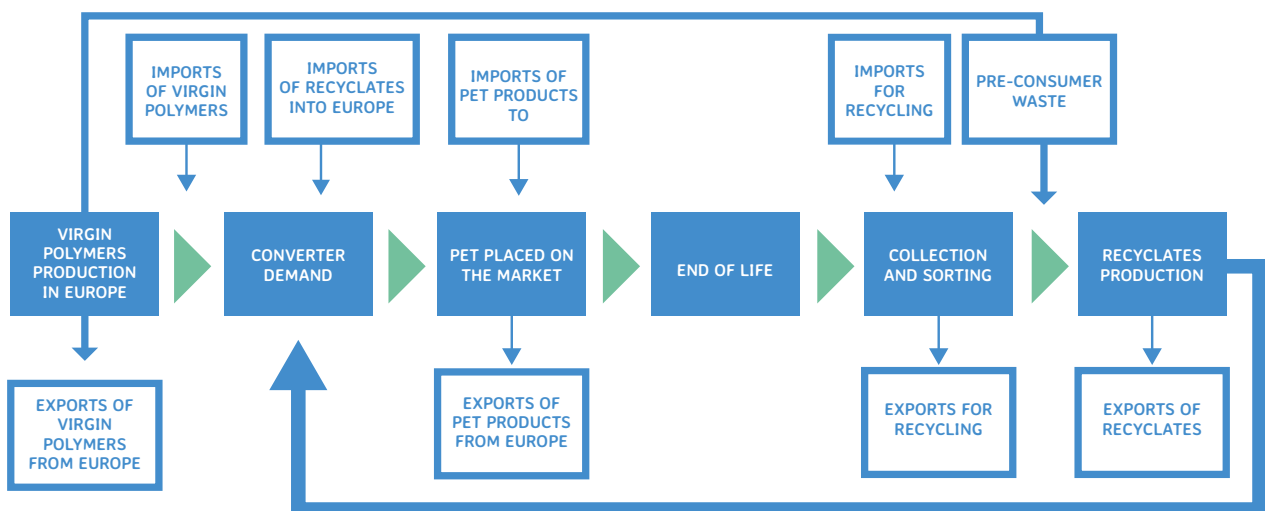 IMPORTS
OF VIRGIN
POLYMERS
IMPORTS
OF RECYCLATES
INTO EUROPE
IMPORTS OF
PET PRODUCTS
TO
IMPORTS
FOR
RECYCLING
PRE-CONSUMER
WASTE
VIRGIN
POLYMERS
PRODUCTION
IN EUROPE
CONVERTER
DEMAND
PET PLACED ON
THE MARKET
END OF LIFE
COLLECTION
AND SORTING
RECYCLATES
PRODUCTION
EXPORTS OF
VIRGIN
POLYMERS
FROM EUROPE
EXPORTS OF
PET PRODUCTS
FROM EUROPE
EXPORTS FOR
RECYCLING
EXPORTS OF
RECYCLATES